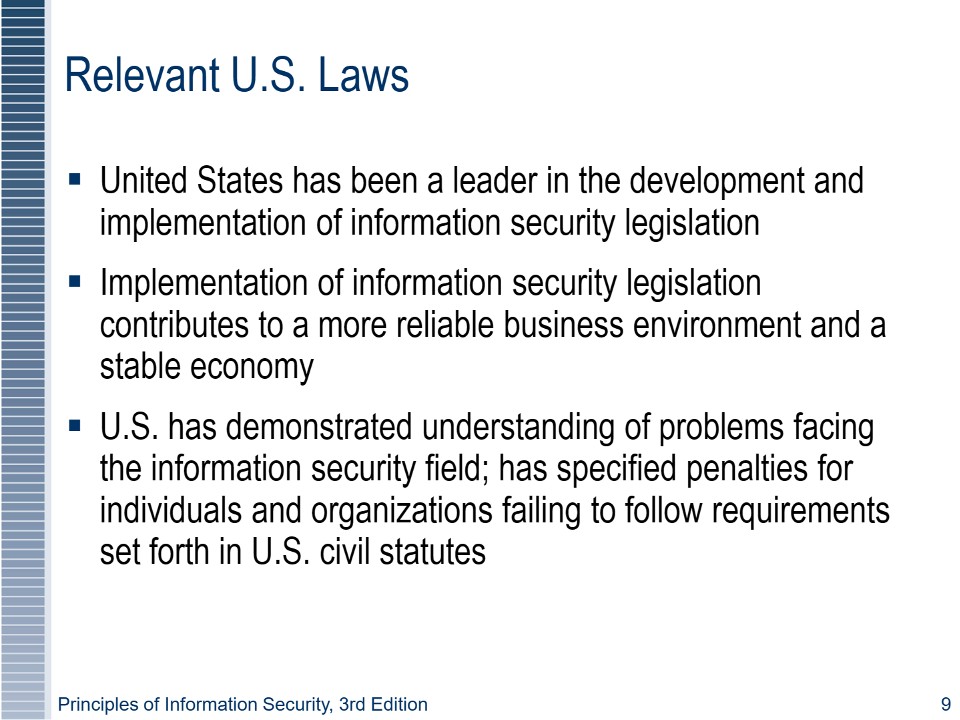 Relevant U.S. Laws
▪ United States has been a leader in the development and
implementation of information security legislation
▪ Implementation of information security legislation
contributes to a more reliable business environment and a
stable economy
▪ U.S. has demonstrated understanding of problems facing
the information security field; has specified penalties for
individuals and organizations failing to follow requirements
set forth in U.S. civil statutes
Principles of Information Security, 3rd Edition
9